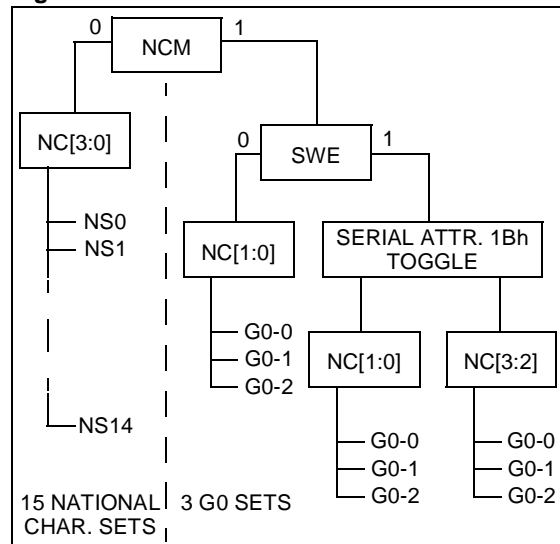 0 NCM 1
NC[3:0]
0 SWE 1
NS0
NS1
NC[1:0]
SERIAL ATTR. 1Bh
TOGGLE
G0-0
G0-1
G0-2
NC[1:0]
NC[3:2]
NS14
G0-0
G0-1
G0-2
G0-0
G0-1
G0-2
15 NATIONAL
CHAR. SETS
3 G0 SETS